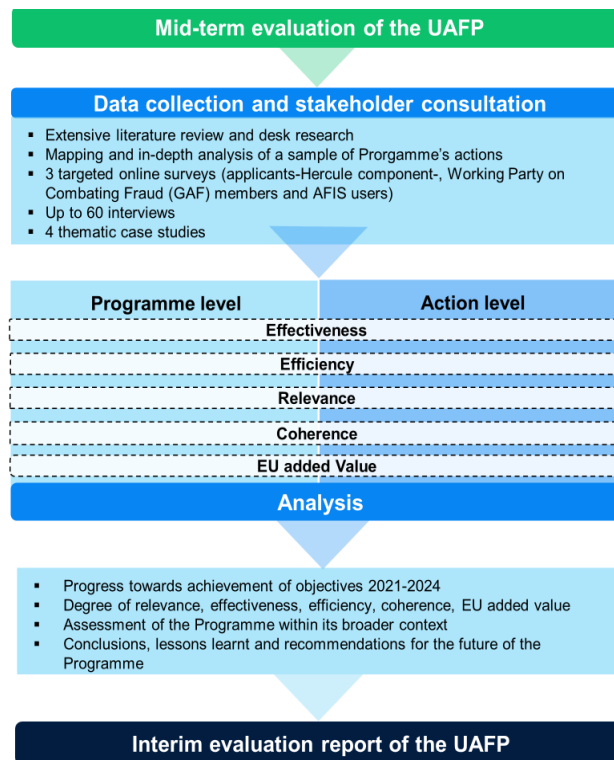 Mid-term evaluation of the UAFP
Data collection and stakeholder consultation
▪ Extensive literature review and desk research
▪ Mapping and in-depth analysis of a sample of Prorgamme's actions
▪ 3 targeted online surveys (applicants-Hercule component-, Working Party on
Combating Fraud (GAF) members and AFIS users)
▪ Up to 60 interviews
▪ 4 thematic case studies
Programme level
Action level
Effectiveness
Efficiency
Relevance
Coherence
EU added Value
Analysis
▪ Progress towards achievement of objectives 2021-2024
▪ Degree of relevance, effectiveness, efficiency, coherence, EU added value
▪ Assessment of the Programme within its broader context
▪ Conclusions, lessons learnt and recommendations for the future of the
Programme
Interim evaluation report of the UAFP